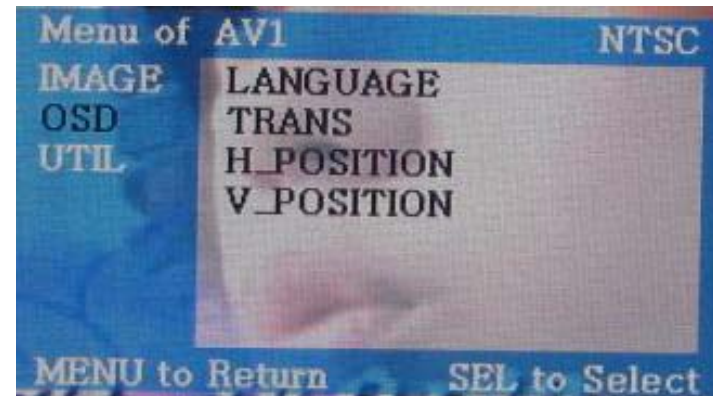 Menu of AV1 NTSC
IMAGE LANGUAGE
OSD TRANS
UTIL H_POSITION
V_POSITION
MENU to Return SEL to Select